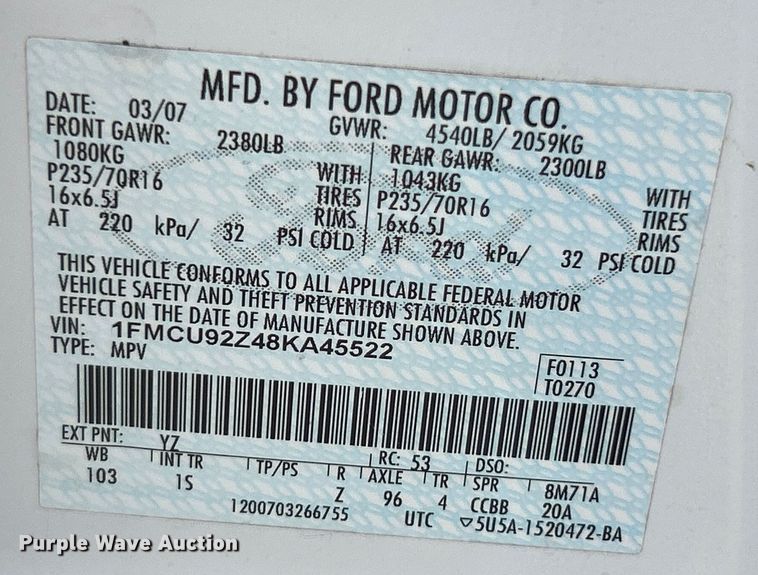 MFD. BY FORD MOTOR CO.
DATE: 03/07 GVWR: 4540LB/ 2059KG
FRONT GAWR: 2380LB REAR GAWR: 2300LB
1080KG WITH 1043KG WITH
P235/70R16 TIRES P235/70R16 TIRES
16x6.5J RIMS 16x6.5J RIMS
AT 220 kPa/ 32 PSI COLD AT 220 kPa/ 32 PSI COLD
THIS VEHICLE CONFORMS TO ALL APPLICABLE FEDERAL MOTOR
VEHICLE SAFETY AND THEFT PREVENTION STANDARDS IN
EFFECT ON THE DATE OF MANUFACTURE SHOWN ABOVE.
VIN: 1FMCU92Z48KA45522
TYPE: MPV
F0113
T0270
EXT PNT: YZ RC: 53 DSO:
WB INT TR TP/PS R AXLE TR SPR 8M71A
103 1S Z 96 4 CCBB 20A
1200703266755 UTC ▽5U5A-1520472-BA
Ford
Purple Wave Auction